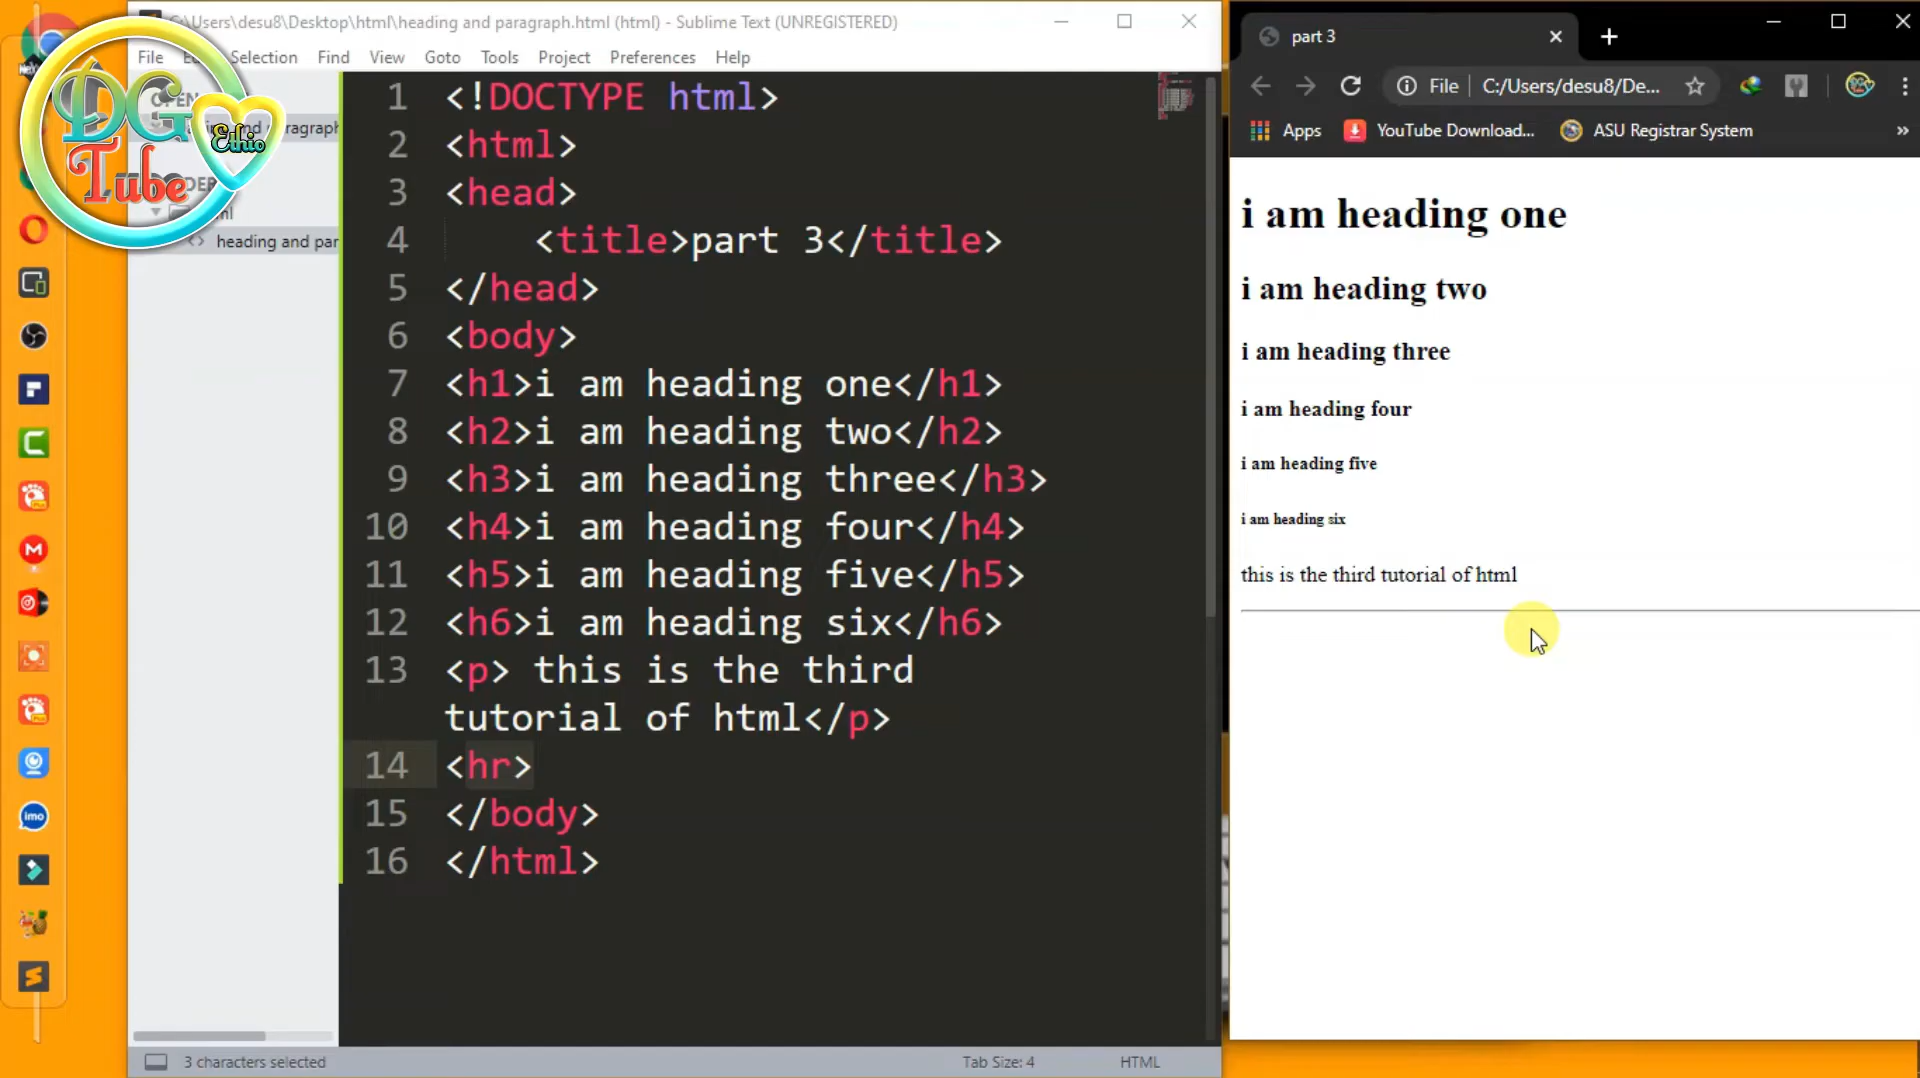 C:\Users\desu8\Desktop\html\heading and paragraph.html (html) - Sublime Text (UNREGISTERED)
File Selection Find View Goto Tools Project Preferences Help
DG
Tube
Ethio
OPEN
and paragraph
heading and par
1 <!DOCTYPE html>
2 <html>
3 <head>
4 <title>part 3</title>
5 </head>
6 <body>
7 <h1>i am heading one</h1>
8 <h2>i am heading two</h2>
9 <h3>i am heading three</h3>
10 <h4>i am heading four</h4>
11 <h5>i am heading five</h5>
12 <h6>i am heading six</h6>
13 <p> this is the third
tutorial of html</p>
14 <hr>
15 </body>
16 </html>
3 characters selected
Tab Size: 4
HTML
imo
part 3
File C:/Users/desu8/De...
Apps YouTube Download... ASU Registrar System »
i am heading one
i am heading two
i am heading three
i am heading four
i am heading five
i am heading six
this is the third tutorial of html